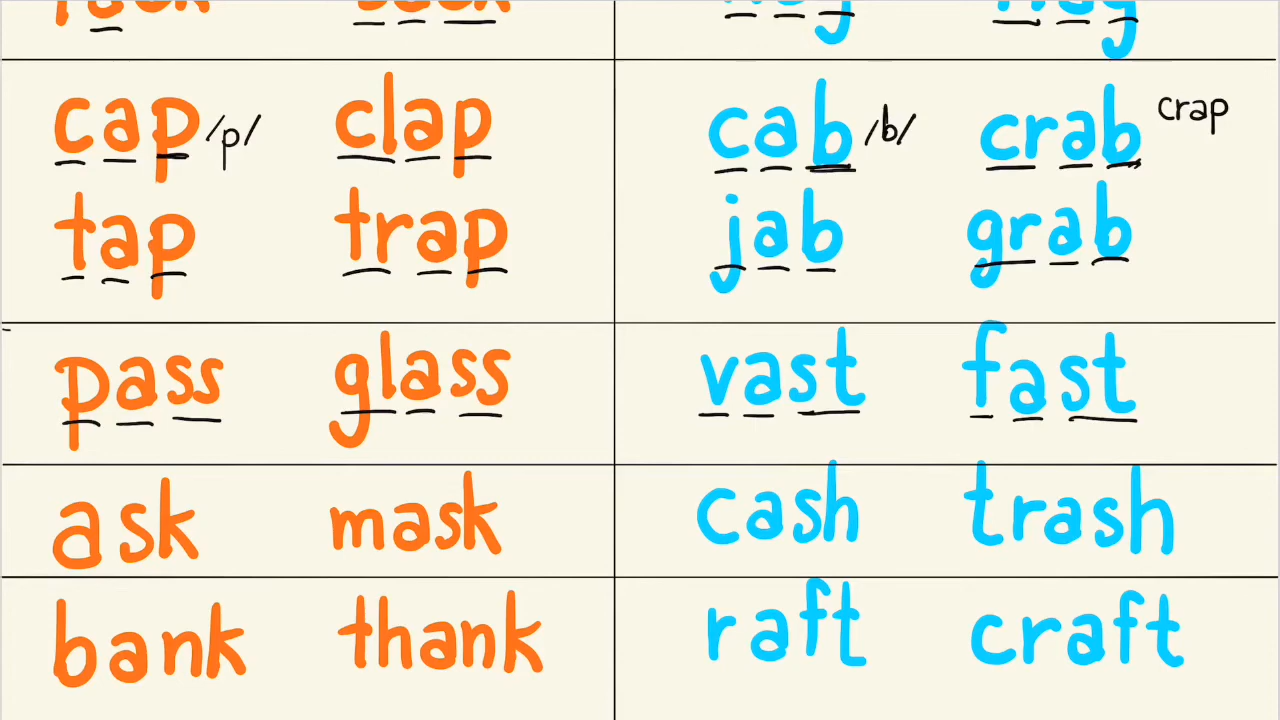 cap /p/ clap cab /b/ crab crap
tap trap jab grab
pass glass vast fast
ask mask cash trash
bank thank raft craft